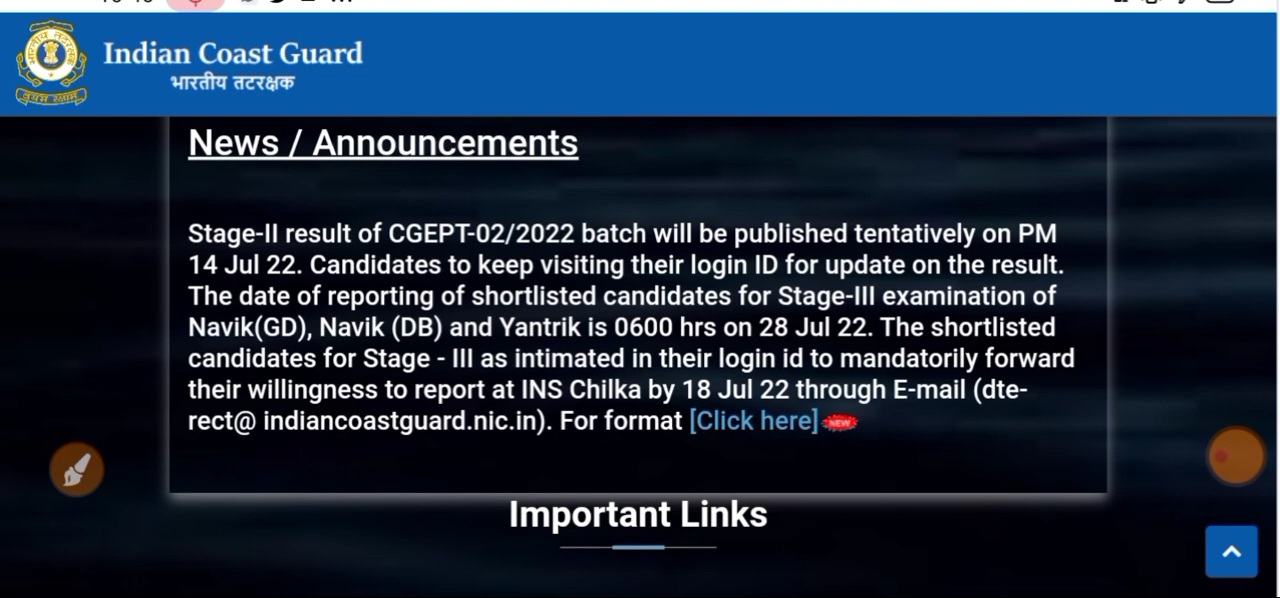 Indian Coast Guard
भारतीय तटरक्षक
News / Announcements
Stage-II result of CGEPT-02/2022 batch will be published tentatively on PM
14 Jul 22. Candidates to keep visiting their login ID for update on the result.
The date of reporting of shortlisted candidates for Stage-III examination of
Navik(GD), Navik (DB) and Yantrik is 0600 hrs on 28 Jul 22. The shortlisted
candidates for Stage - III as intimated in their login id to mandatorily forward
their willingness to report at INS Chilka by 18 Jul 22 through E-mail (dte-
rect@ indiancoastguard.nic.in). For format [Click here] NEW
Important Links